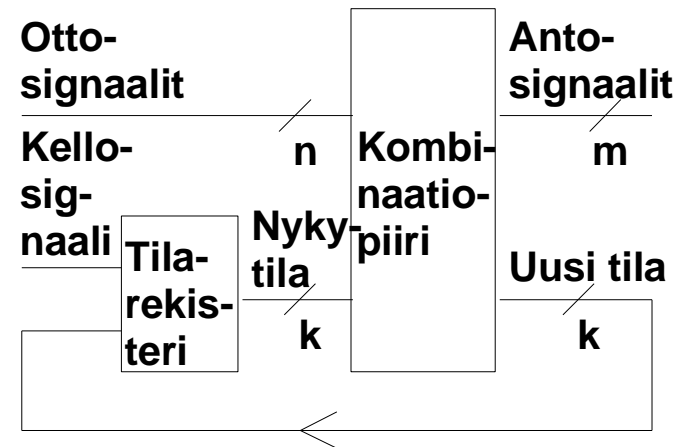 Otto-
signaalit
n
Kello-
sig-
naali
Tila-
rekis-
teri
Nyky-
tila
k
Kombi-
naatio-
piiri
Anto-
signaalit
m
Uusi tila
k